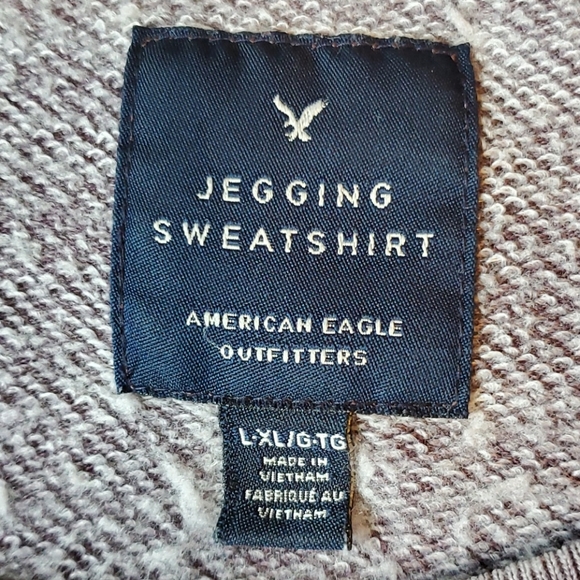 JEGGING
SWEATSHIRT
AMERICAN EAGLE
OUTFITTERS
L-XL/G-TG
MADE IN
VIETNAM
FABRIQUÉ AU
VIETNAM